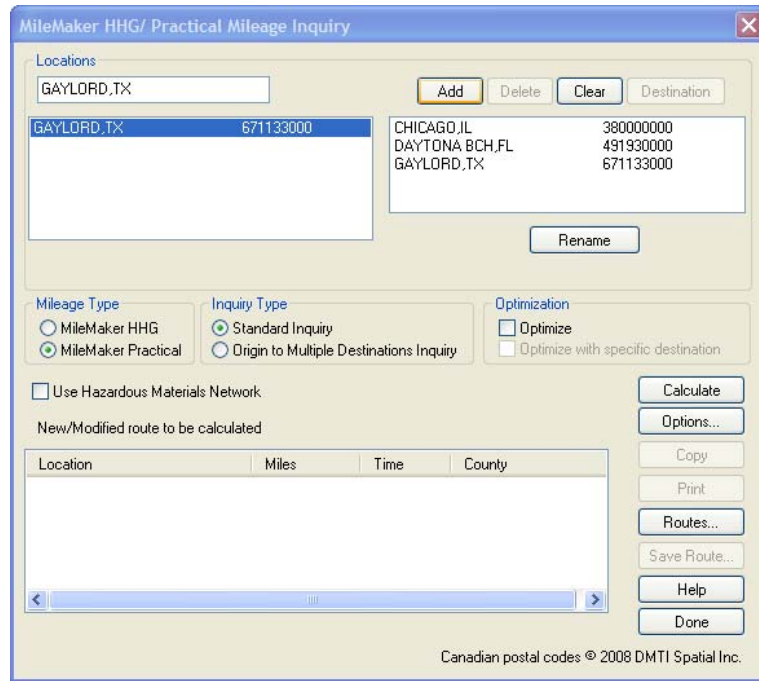 MileMaker HHG/ Practical Mileage Inquiry
Locations
GAYLORD,TX
Add Delete Clear Destination
GAYLORD,TX 671133000
CHICAGO,IL 380000000
DAYTONA BCH,FL 491930000
GAYLORD,TX 671133000
Rename
Mileage Type
MileMaker HHG
MileMaker Practical
Inquiry Type
Standard Inquiry
Origin to Multiple Destinations Inquiry
Optimization
Optimize
Optimize with specific destination
Use Hazardous Materials Network
New/Modified route to be calculated
Location Miles Time County
Calculate
Options...
Copy
Print
Routes...
Save Route...
Help
Done
Canadian postal codes © 2008 DMTI Spatial Inc.